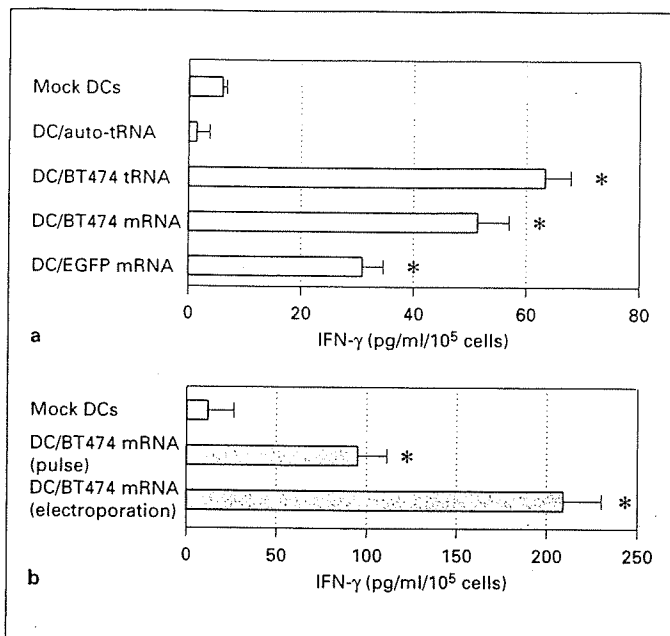 Mock DCs
DC/auto-tRNA
DC/BT474 tRNA
DC/BT474 mRNA
DC/EGFP mRNA
* 
*
*
0 20 40 60 80
IFN-γ (pg/ml/10⁵ cells)
a
Mock DCs
DC/BT474 mRNA
(pulse)
DC/BT474 mRNA
(electroporation)
*
*
0 50 100 150 200 250
IFN-γ (pg/ml/10⁵ cells)
b